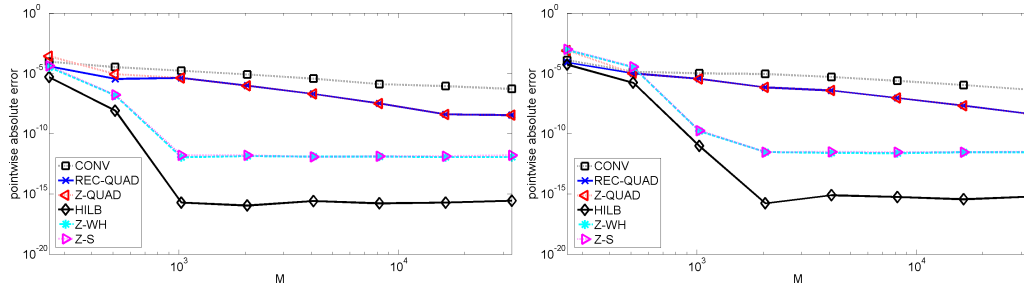 10^0
10^-5
10^-10
10^-15
10^-20
pointwise absolute error
CONV
REC-QUAD
Z-QUAD
HILB
Z-WH
Z-S
10^3
10^4
M
10^0
10^-5
10^-10
10^-15
10^-20
pointwise absolute error
CONV
REC-QUAD
Z-QUAD
HILB
Z-WH
Z-S
10^3
10^4
M